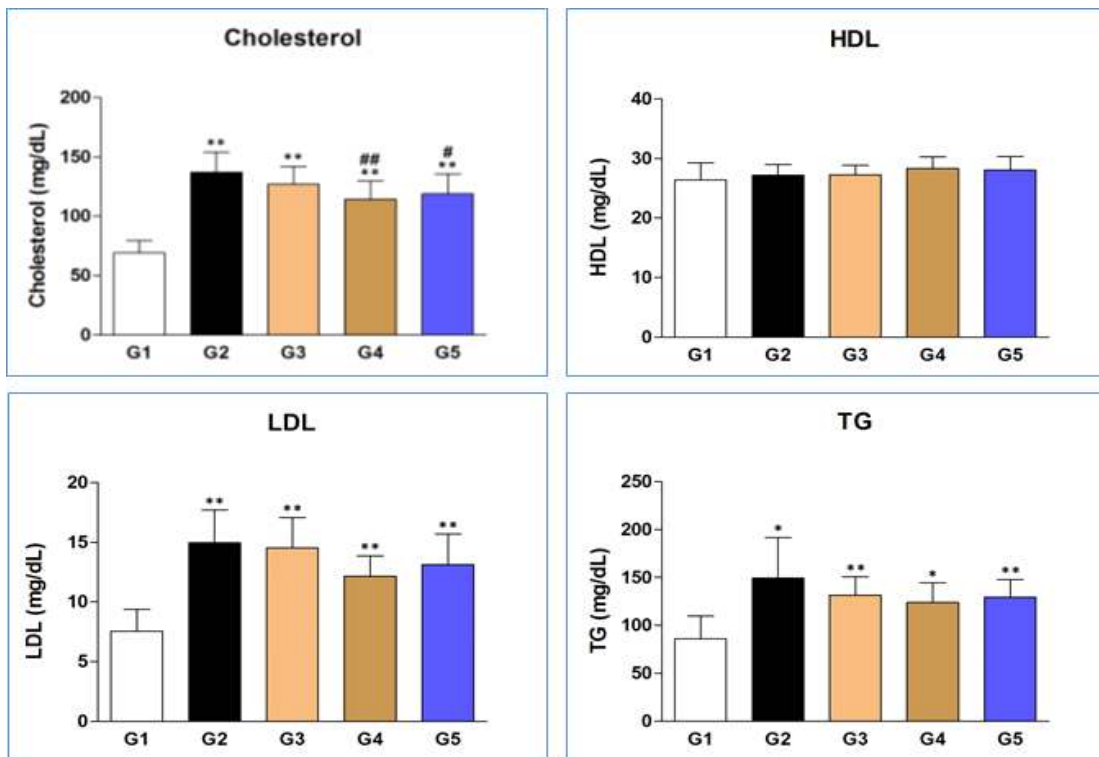 Cholesterol
Cholesterol (mg/dL)
200
150
100
50
0
**
**
##
**
#
**
G1 G2 G3 G4 G5
HDL
HDL (mg/dL)
40
30
20
10
0
G1 G2 G3 G4 G5
LDL
LDL (mg/dL)
20
15
10
5
0
**
**
**
**
G1 G2 G3 G4 G5
TG
TG (mg/dL)
250
200
150
100
50
0
*
**
*
**
G1 G2 G3 G4 G5